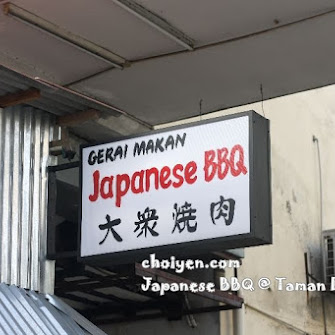 GERAI MAKAN
Japanese BBQ
大衆焼肉
choiyen.com
Japanese BBQ @ Taman